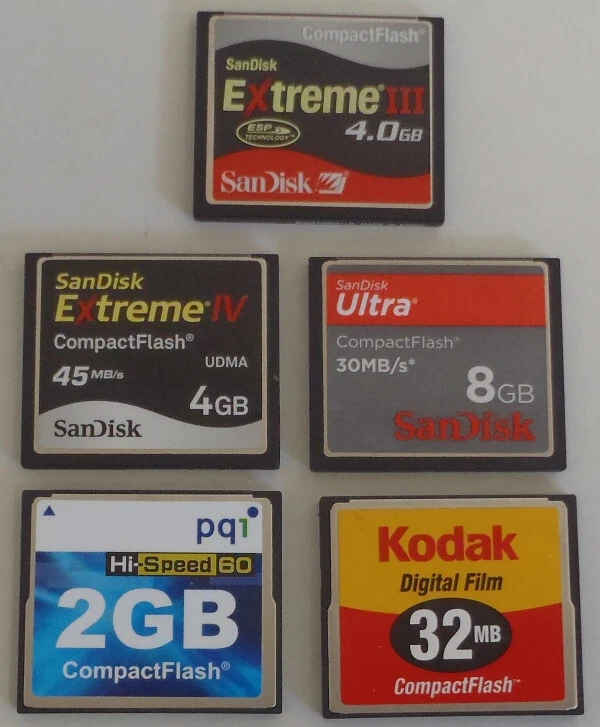 CompactFlash®
SanDisk
Extreme® III
ESP
TECHNOLOGY™
4.0GB
SanDisk
SanDisk
Extreme® IV
CompactFlash®
UDMA
45MB/s
4GB
SanDisk
SanDisk
Ultra®
CompactFlash®
30MB/s*
8GB
SanDisk
pqi
Hi-Speed 60
2GB
CompactFlash®
Kodak
Digital Film
32MB
CompactFlash™